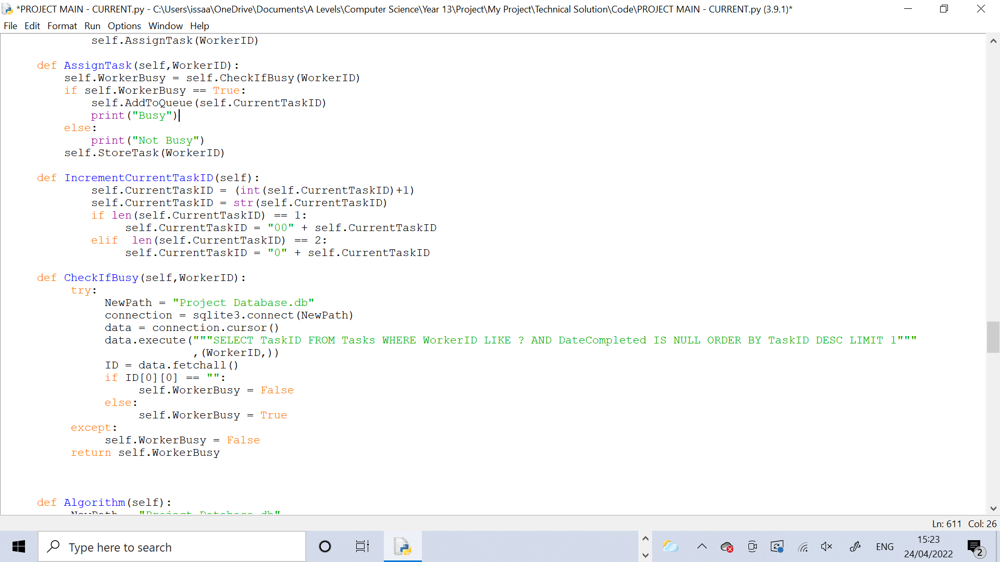 *PROJECT MAIN - CURRENT.py - C:\Users\issaa\OneDrive\Documents\A Levels\Computer Science\Year 13\Project\My Project\Technical Solution\Code\PROJECT MAIN - CURRENT.py (3.9.1)*
File Edit Format Run Options Window Help
self.AssignTask(WorkerID)
def AssignTask(self,WorkerID):
self.WorkerBusy = self.CheckIfBusy(WorkerID)
if self.WorkerBusy == True:
self.AddToQueue(self.CurrentTaskID)
print("Busy")
else:
print("Not Busy")
self.StoreTask(WorkerID)
def IncrementCurrentTaskID(self):
self.CurrentTaskID = (int(self.CurrentTaskID)+1)
self.CurrentTaskID = str(self.CurrentTaskID)
if len(self.CurrentTaskID) == 1:
self.CurrentTaskID = "00" + self.CurrentTaskID
elif  len(self.CurrentTaskID) == 2:
self.CurrentTaskID = "0" + self.CurrentTaskID
def CheckIfBusy(self,WorkerID):
try:
NewPath = "Project Database.db"
connection = sqlite3.connect(NewPath)
data = connection.cursor()
data.execute("""SELECT TaskID FROM Tasks WHERE WorkerID LIKE ? AND DateCompleted IS NULL ORDER BY TaskID DESC LIMIT 1"""
,(WorkerID,))
ID = data.fetchall()
if ID[0][0] == "":
self.WorkerBusy = False
else:
self.WorkerBusy = True
except:
self.WorkerBusy = False
return self.WorkerBusy
def Algorithm(self):
NewPath = "Project Database.db"
Ln: 611 Col: 26
Type here to search
ENG
15:23
24/04/2022
2